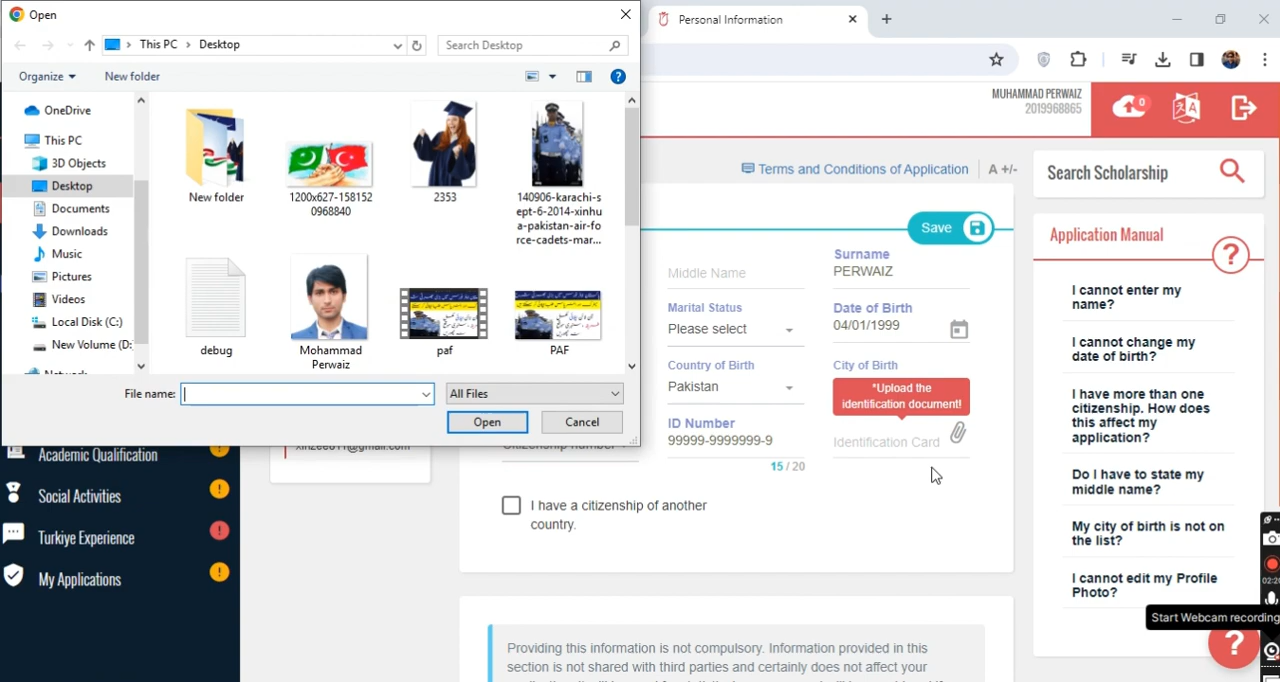 Open
Personal Information
This PC
Desktop
Search Desktop
Organize
New folder
OneDrive
This PC
3D Objects
Desktop
Documents
Downloads
Music
Pictures
Videos
Local Disk (C:)
New Volume (D:
New folder
1200x627-158152
0968840
2353
140906-karachi-s
ept-6-2014-xinhu
a-pakistan-air-fo
rce-cadets-mar...
debug
Mohammad
Perwaiz
paf
PAF
File name:
All Files
Open
Cancel
MUHAMMAD PERWAIZ
2019968865
0
Terms and Conditions of Application
A +/-
Save
Middle Name
Surname
PERWAIZ
Marital Status
Please select
Date of Birth
04/01/1999
Country of Birth
Pakistan
City of Birth
*Upload the
identification document!
ID Number
99999-9999999-9
15 / 20
Identification Card
I have a citizenship of another
country.
Academic Qualification
Social Activities
Turkiye Experience
My Applications
Providing this information is not compulsory. Information provided in this
section is not shared with third parties and certainly does not affect your
Search Scholarship
Application Manual
I cannot enter my
name?
I cannot change my
date of birth?
I have more than one
citizenship. How does
this affect my
application?
Do I have to state my
middle name?
My city of birth is not on
the list?
I cannot edit my Profile
Photo?
Start Webcam recording